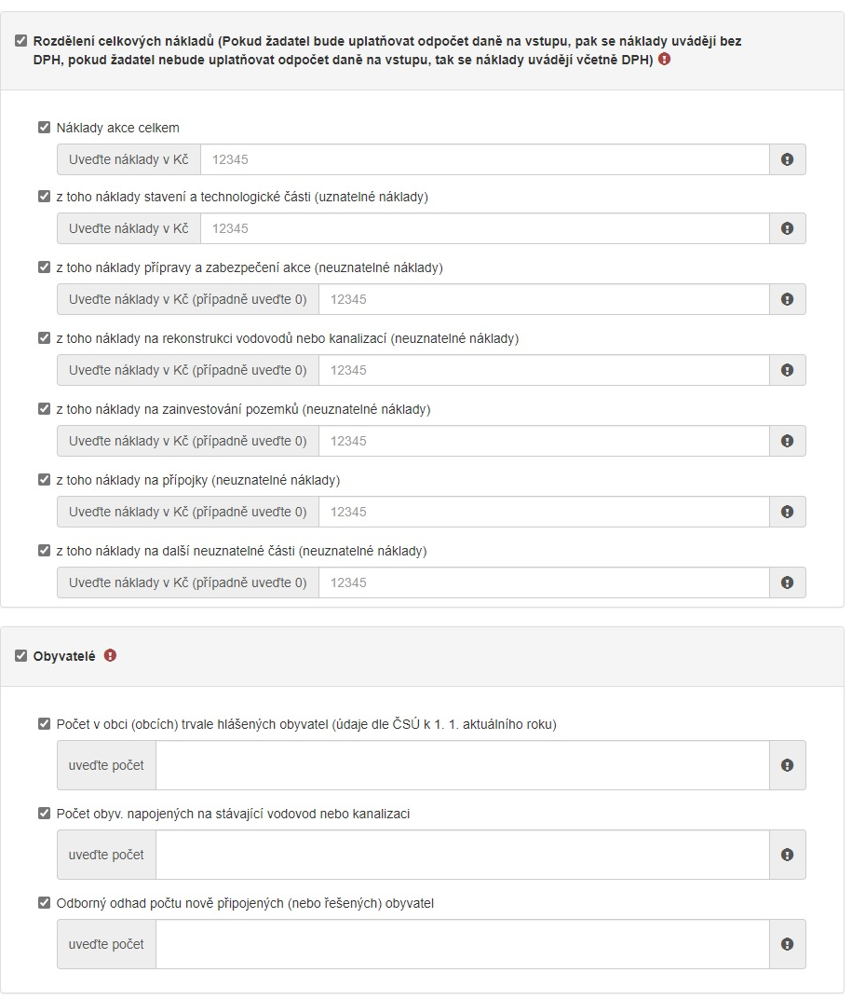 Rozdělení celkových nákladů (Pokud žadatel bude uplatňovat odpočet daně na vstupu, pak se náklady uvádějí bez
DPH, pokud žadatel nebude uplatňovat odpočet daně na vstupu, tak se náklady uvádějí včetně DPH)
Náklady akce celkem
Uveďte náklady v Kč 12345
z toho náklady stavení a technologické části (uznatelné náklady)
Uveďte náklady v Kč 12345
z toho náklady přípravy a zabezpečení akce (neuznatelné náklady)
Uveďte náklady v Kč (případně uveďte 0) 12345
z toho náklady na rekonstrukci vodovodů nebo kanalizací (neuznatelné náklady)
Uveďte náklady v Kč (případně uveďte 0) 12345
z toho náklady na zainvestování pozemků (neuznatelné náklady)
Uveďte náklady v Kč (případně uveďte 0) 12345
z toho náklady na přípojky (neuznatelné náklady)
Uveďte náklady v Kč (případně uveďte 0) 12345
z toho náklady na další neuznatelné části (neuznatelné náklady)
Uveďte náklady v Kč (případně uveďte 0) 12345
Obyvatelé
Počet v obci (obcích) trvale hlášených obyvatel (údaje dle ČSÚ k 1. 1. aktuálního roku)
uveďte počet
Počet obyv. napojených na stávající vodovod nebo kanalizaci
uveďte počet
Odborný odhad počtu nově připojených (nebo řešených) obyvatel
uveďte počet